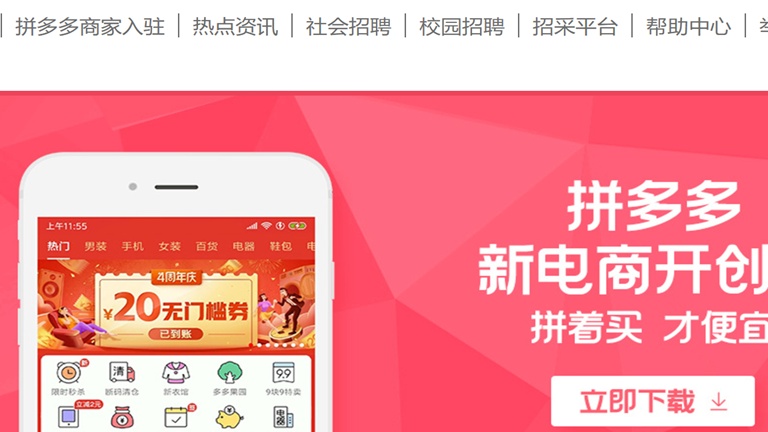 拼多多商家入驻 | 热点资讯 | 社会招聘 | 校园招聘 | 招采平台 | 帮助中心 |
拼多多
新电商开创
拼着买 才便宜
立即下载
上午11:55
热门 男装 手机 女装 百货 电器 鞋包 电
4周年庆
¥20无门槛券
已到账
清 9.9
限时秒杀 断码清仓 新衣馆 多多果园 9块9特卖
立减2元